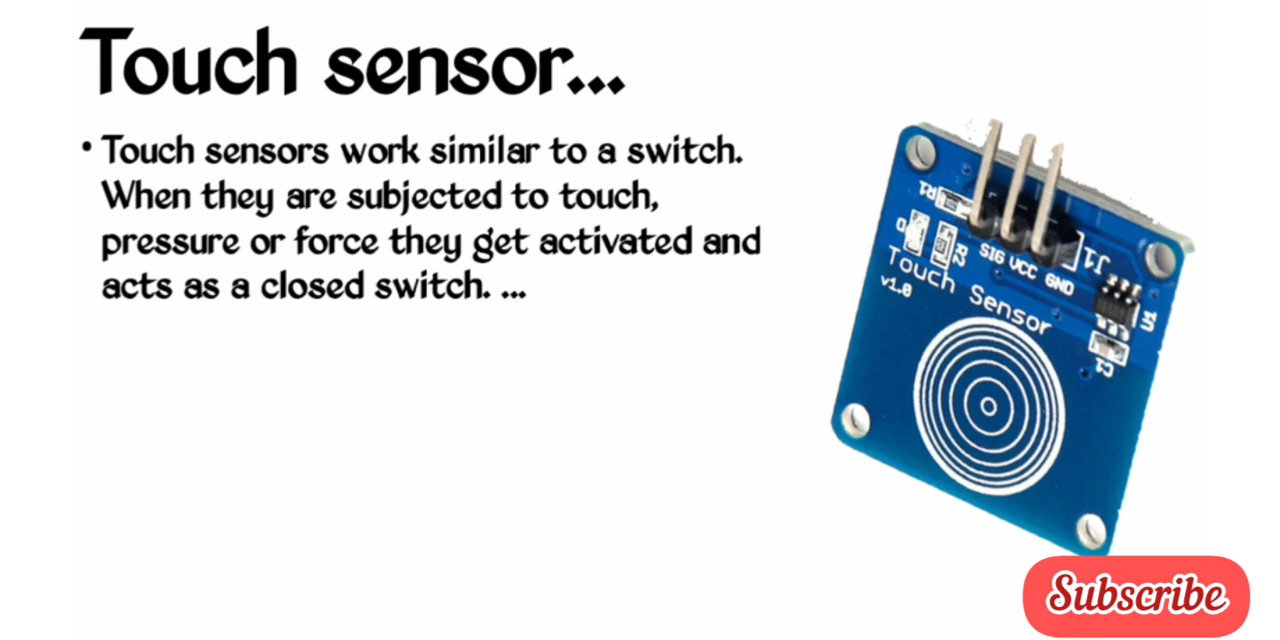 Touch sensor...
• Touch sensors work similar to a switch.
When they are subjected to touch,
pressure or force they get activated and
acts as a closed switch. ...
R1
D
R2
SIG VCC GND
J1
Touch Sensor
v1.0
U1
C1
Subscribe